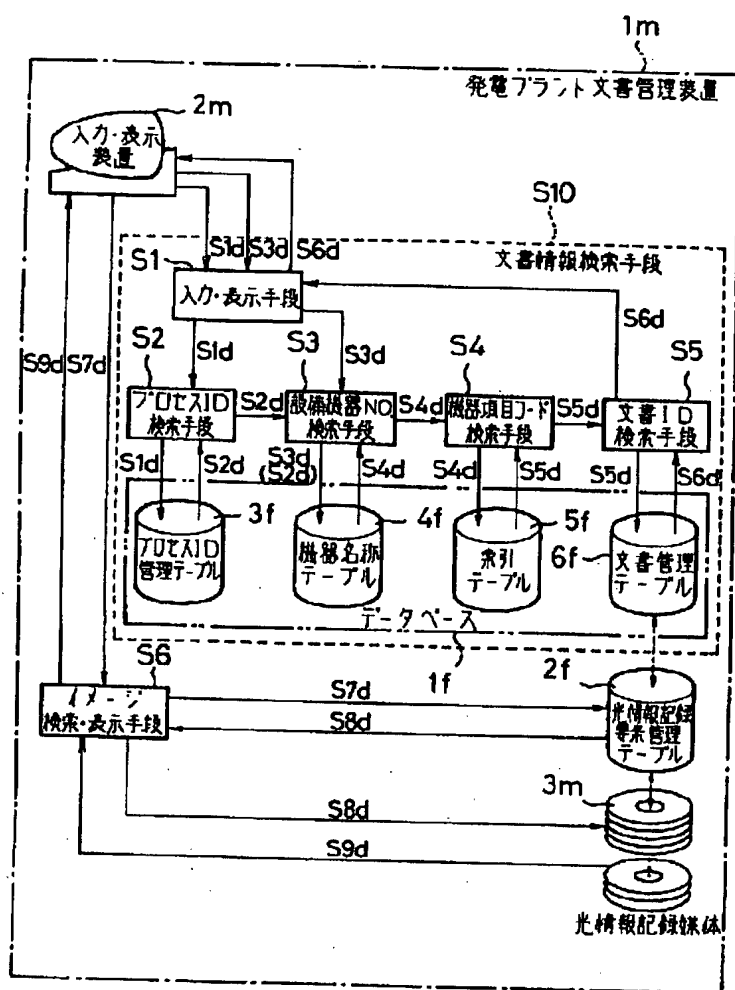 1m
発電プラント文書管理装置
2m
入力・表示
装置
S10
S1d
S3d
S6d
S1
文書情報検索手段
入力・表示手段
S6d
S9d
S7d
S2
S1d
S3
S3d
S4
S5
プロセスID
検索手段
S2d
設備機器NO.
検索手段
S4d
機器項目コード
検索手段
S5d
文書ID
検索手段
S1d
S2d
S3d
(S2d)
S4d
S4d
S5d
S5d
S6d
3f
4f
5f
6f
プロセスID
管理テーブル
機器名称
テーブル
索引
テーブル
文書管理
テーブル
データベース
S6
1f
2f
イメージ
検索・表示手段
S7d
S8d
光情報記録
管理
テーブル
3m
S8d
S9d
光情報記録媒体